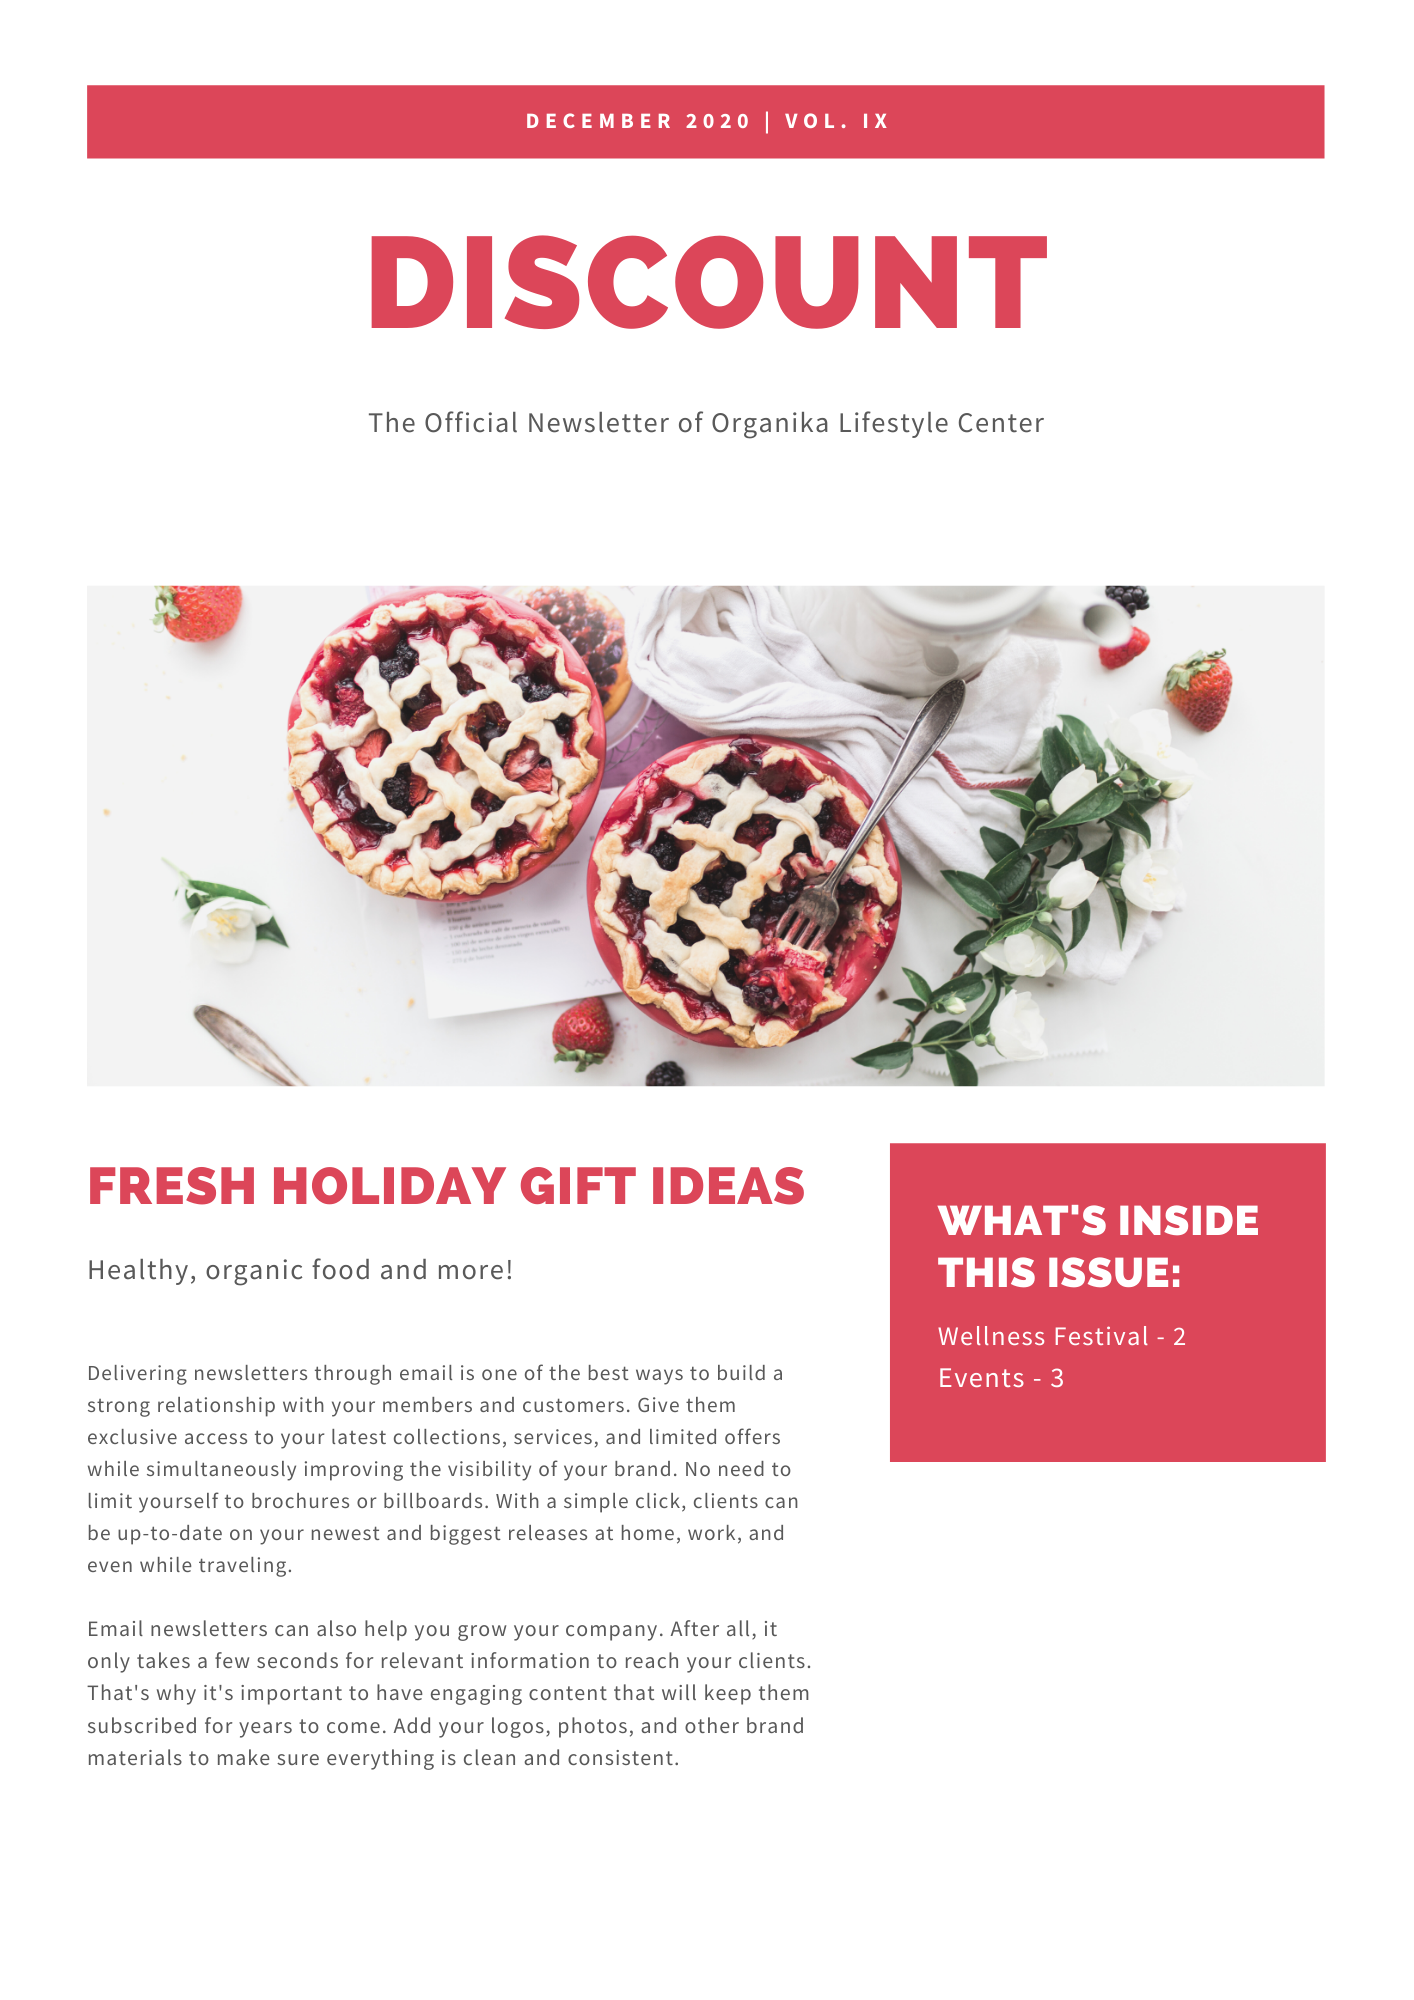 DECEMBER 2020 | VOL. IX
DISCOUNT
The Official Newsletter of Organika Lifestyle Center
FRESH HOLIDAY GIFT IDEAS
Healthy, organic food and more!
Delivering newsletters through email is one of the best ways to build a
strong relationship with your members and customers. Give them
exclusive access to your latest collections, services, and limited offers
while simultaneously improving the visibility of your brand. No need to
limit yourself to brochures or billboards. With a simple click, clients can
be up-to-date on your newest and biggest releases at home, work, and
even while traveling.
Email newsletters can also help you grow your company. After all, it
only takes a few seconds for relevant information to reach your clients.
That's why it's important to have engaging content that will keep them
subscribed for years to come. Add your logos, photos, and other brand
materials to make sure everything is clean and consistent.
WHAT'S INSIDE
THIS ISSUE:
Wellness Festival - 2
Events - 3